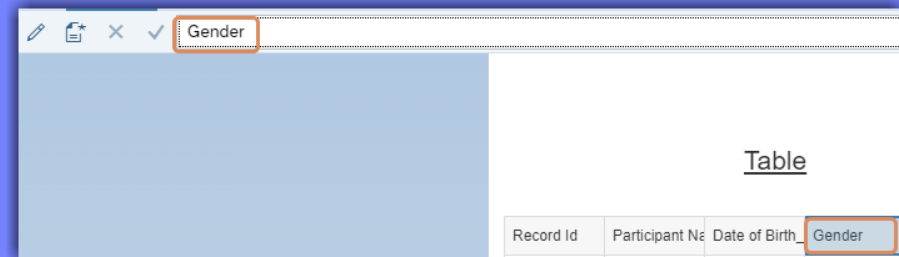 Gender
Table
Record Id Participant Na Date of Birth_ Gender